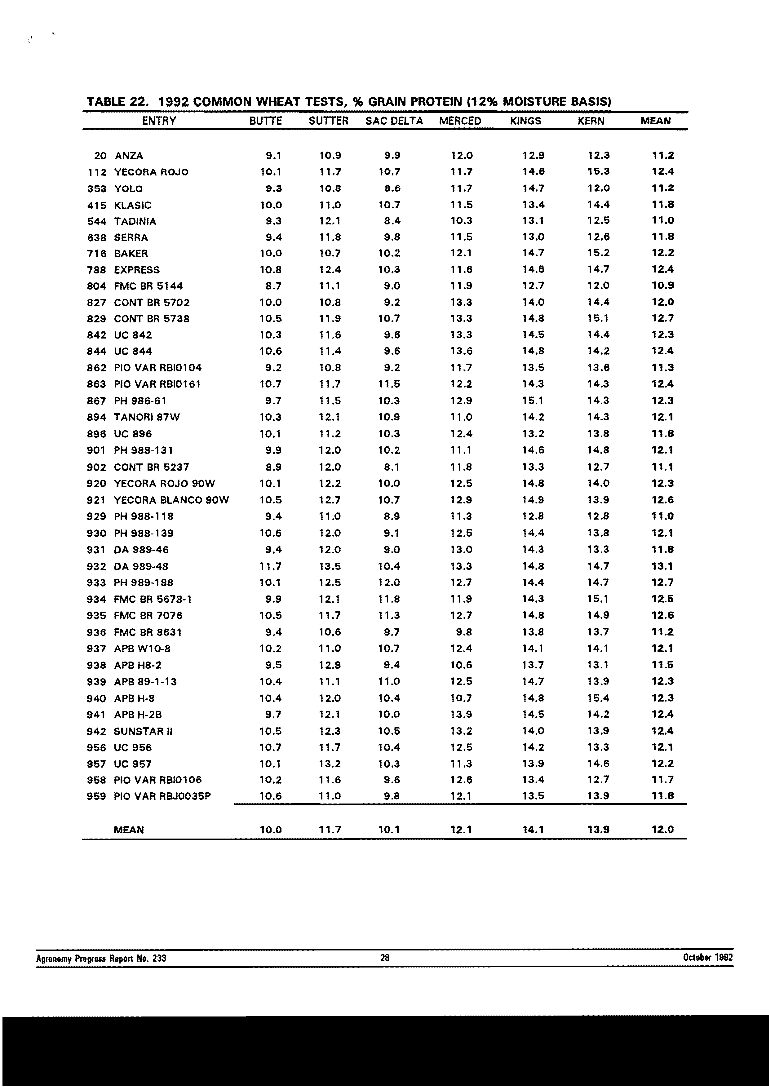 TABLE 22. 1992 COMMON WHEAT TESTS, % GRAIN PROTEIN (12% MOISTURE BASIS)
ENTRY BUTTE SUTTER SAC DELTA MERCED KINGS KERN MEAN
20 ANZA 9.1 10.9 9.9 12.0 12.9 12.3 11.2
112 YECORA ROJO 10.1 11.7 10.7 11.7 14.6 15.3 12.4
353 YOLO 9.3 10.8 8.6 11.7 14.7 12.0 11.2
415 KLASIC 10.0 11.0 10.7 11.5 13.4 14.4 11.8
544 TADINIA 9.3 12.1 8.4 10.3 13.1 12.5 11.0
638 SERRA 9.4 11.8 9.8 11.5 13.0 12.6 11.8
716 BAKER 10.0 10.7 10.2 12.1 14.7 15.2 12.2
788 EXPRESS 10.8 12.4 10.3 11.6 14.6 14.7 12.4
804 FMC BR 5144 8.7 11.1 9.0 11.9 12.7 12.0 10.9
827 CONT BR 5702 10.0 10.8 9.2 13.3 14.0 14.4 12.0
829 CONT BR 5738 10.5 11.9 10.7 13.3 14.8 15.1 12.7
842 UC 842 10.3 11.6 9.6 13.3 14.5 14.4 12.3
844 UC 844 10.6 11.4 9.6 13.6 14.8 14.2 12.4
862 PIO VAR RBI0104 9.2 10.8 9.2 11.7 13.5 13.6 11.3
863 PIO VAR RBI0161 10.7 11.7 11.5 12.2 14.3 14.3 12.4
867 PH 986-61 9.7 11.5 10.3 12.9 15.1 14.3 12.3
894 TANORI 87W 10.3 12.1 10.9 11.0 14.2 14.3 12.1
896 UC 896 10.1 11.2 10.3 12.4 13.2 13.8 11.8
901 PH 989-131 9.9 12.0 10.2 11.1 14.6 14.8 12.1
902 CONT BR 5237 8.9 12.0 8.1 11.8 13.3 12.7 11.1
920 YECORA ROJO 90W 10.1 12.2 10.0 12.5 14.8 14.0 12.3
921 YECORA BLANCO 90W 10.5 12.7 10.7 12.9 14.9 13.9 12.6
929 PH 988-118 9.4 11.0 8.9 11.3 12.8 12.8 11.0
930 PH 988-139 10.6 12.0 9.1 12.5 14.4 13.8 12.1
931 DA 989-46 9.4 12.0 9.0 13.0 14.3 13.3 11.8
932 DA 989-48 11.7 13.5 10.4 13.3 14.8 14.7 13.1
933 PH 989-188 10.1 12.5 12.0 12.7 14.4 14.7 12.7
934 FMC BR 5673-1 9.9 12.1 11.8 11.9 14.3 15.1 12.5
935 FMC BR 7076 10.5 11.7 11.3 12.7 14.8 14.9 12.6
936 FMC BR 8631 9.4 10.6 9.7 9.8 13.8 13.7 11.2
937 APB W10-8 10.2 11.0 10.7 12.4 14.1 14.1 12.1
938 APB H8-2 9.5 12.8 9.4 10.6 13.7 13.1 11.5
939 APB 89-1-13 10.4 11.1 11.0 12.5 14.7 13.9 12.3
940 APB H-8 10.4 12.0 10.4 10.7 14.8 15.4 12.3
941 APB H-2B 9.7 12.1 10.0 13.9 14.5 14.2 12.4
942 SUNSTAR II 10.5 12.3 10.5 13.2 14.0 13.9 12.4
956 UC 956 10.7 11.7 10.4 12.5 14.2 13.3 12.1
957 UC 957 10.1 13.2 10.3 11.3 13.9 14.6 12.2
958 PIO VAR RBI0106 10.2 11.6 9.6 12.6 13.4 12.7 11.7
959 PIO VAR RBJ0035P 10.6 11.0 9.8 12.1 13.5 13.9 11.8
MEAN 10.0 11.7 10.1 12.1 14.1 13.9 12.0
Agronomy Progress Report No. 233 28 October 1992